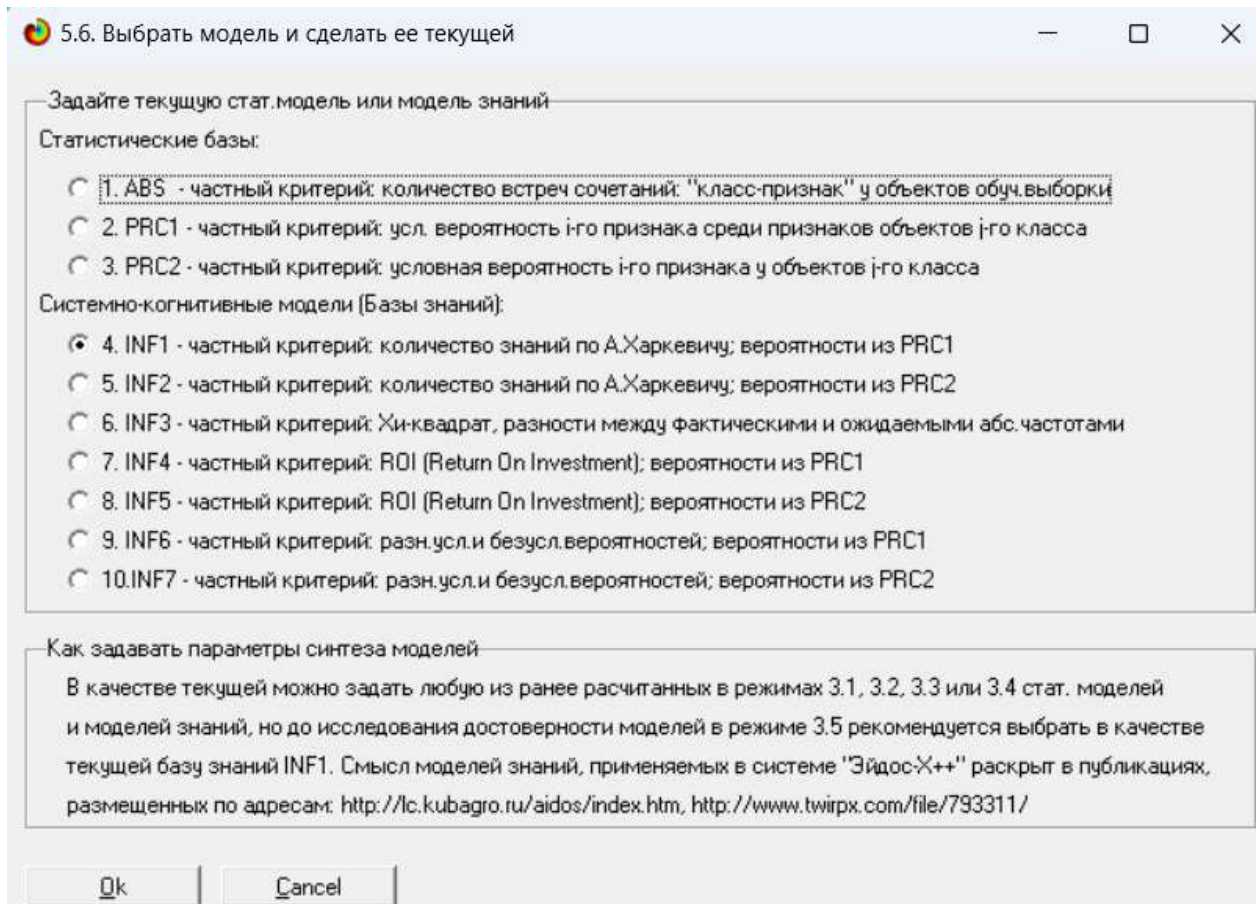 5.6. Выбрать модель и сделать ее текущей
Задайте текущую стат.модель или модель знаний
Статистические базы:
1. ABS - частный критерий: количество встреч сочетаний: "класс-признак" у объектов обуч.выборки
2. PRC1 - частный критерий: усл. вероятность i-го признака среди признаков объектов j-го класса
3. PRC2 - частный критерий: условная вероятность i-го признака у объектов j-го класса
Системно-когнитивные модели (Базы знаний):
4. INF1 - частный критерий: количество знаний по А.Харкевичу; вероятности из PRC1
5. INF2 - частный критерий: количество знаний по А.Харкевичу; вероятности из PRC2
6. INF3 - частный критерий: Хи-квадрат, разности между фактическими и ожидаемыми абс.частотами
7. INF4 - частный критерий: ROI (Return On Investment); вероятности из PRC1
8. INF5 - частный критерий: ROI (Return On Investment); вероятности из PRC2
9. INF6 - частный критерий: разн.усл.и безусл.вероятностей; вероятности из PRC1
10.INF7 - частный критерий: разн.усл.и безусл.вероятностей; вероятности из PRC2
Как задавать параметры синтеза моделей
В качестве текущей можно задать любую из ранее расчитанных в режимах 3.1, 3.2, 3.3 или 3.4 стат. моделей
и моделей знаний, но до исследования достоверности моделей в режиме 3.5 рекомендуется выбрать в качестве
текущей базу знаний INF1. Смысл моделей знаний, применяемых в системе "Эйдос-X++" раскрыт в публикациях,
размещенных по адресам: http://lc.kubagro.ru/aidos/index.htm, http://www.twirpx.com/file/793311/
Ok Cancel